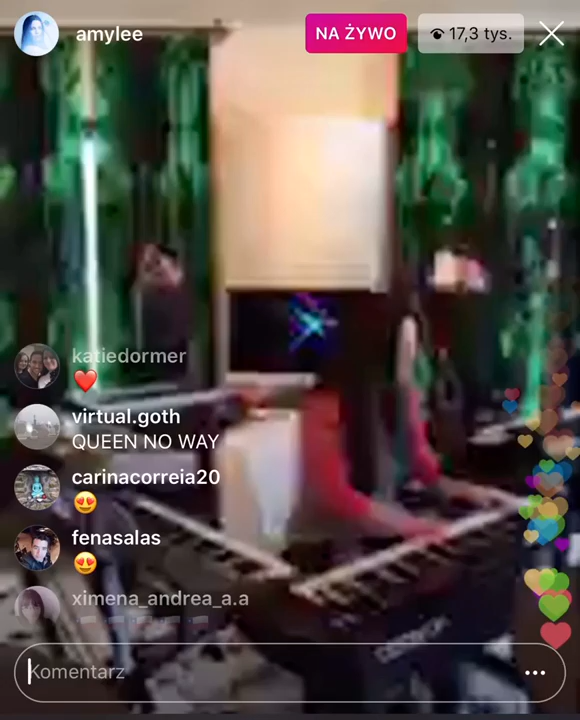 amylee
NA ŻYWO
17,3 tys.
katiedormer
virtual.goth
QUEEN NO WAY
carinacorreia20
fenasalas
ximena_andrea_a.a
Komentarz